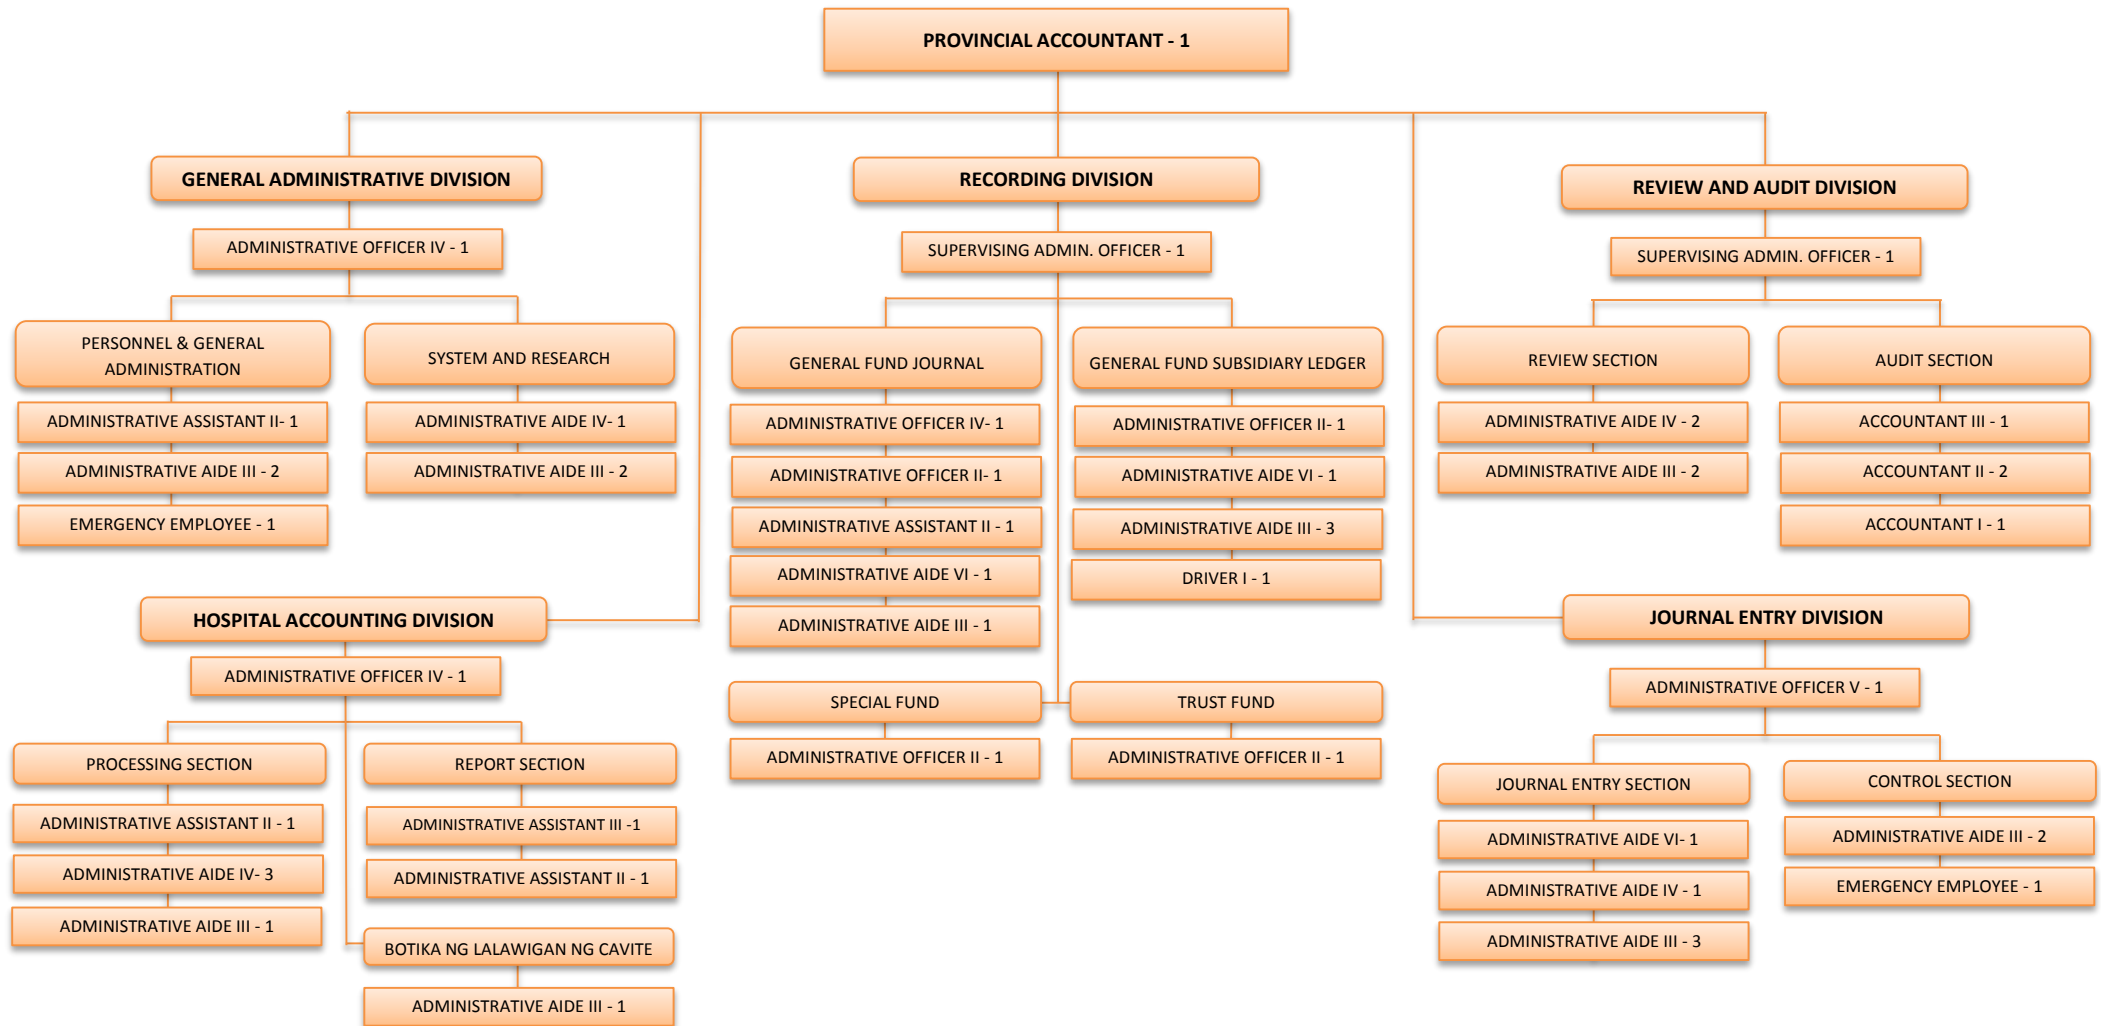 PROVINCIAL ACCOUNTANT - 1
GENERAL ADMINISTRATIVE DIVISION
ADMINISTRATIVE OFFICER IV - 1
PERSONNEL & GENERAL
ADMINISTRATION
ADMINISTRATIVE ASSISTANT II- 1
ADMINISTRATIVE AIDE III - 2
EMERGENCY EMPLOYEE - 1
SYSTEM AND RESEARCH
ADMINISTRATIVE AIDE IV- 1
ADMINISTRATIVE AIDE III - 2
HOSPITAL ACCOUNTING DIVISION
ADMINISTRATIVE OFFICER IV - 1
PROCESSING SECTION
ADMINISTRATIVE ASSISTANT II - 1
ADMINISTRATIVE AIDE IV- 3
ADMINISTRATIVE AIDE III - 1
REPORT SECTION
ADMINISTRATIVE ASSISTANT III -1
ADMINISTRATIVE ASSISTANT II - 1
BOTIKA NG LALAWIGAN NG CAVITE
ADMINISTRATIVE AIDE III - 1
RECORDING DIVISION
SUPERVISING ADMIN. OFFICER - 1
GENERAL FUND JOURNAL
ADMINISTRATIVE OFFICER IV- 1
ADMINISTRATIVE OFFICER II- 1
ADMINISTRATIVE ASSISTANT II - 1
ADMINISTRATIVE AIDE VI - 1
ADMINISTRATIVE AIDE III - 1
GENERAL FUND SUBSIDIARY LEDGER
ADMINISTRATIVE OFFICER II- 1
ADMINISTRATIVE AIDE VI - 1
ADMINISTRATIVE AIDE III - 3
DRIVER I - 1
SPECIAL FUND
ADMINISTRATIVE OFFICER II - 1
TRUST FUND
ADMINISTRATIVE OFFICER II - 1
REVIEW AND AUDIT DIVISION
SUPERVISING ADMIN. OFFICER - 1
REVIEW SECTION
ADMINISTRATIVE AIDE IV - 2
ADMINISTRATIVE AIDE III - 2
AUDIT SECTION
ACCOUNTANT III - 1
ACCOUNTANT II - 2
ACCOUNTANT I - 1
JOURNAL ENTRY DIVISION
ADMINISTRATIVE OFFICER V - 1
JOURNAL ENTRY SECTION
ADMINISTRATIVE AIDE VI- 1
ADMINISTRATIVE AIDE IV - 1
ADMINISTRATIVE AIDE III - 3
CONTROL SECTION
ADMINISTRATIVE AIDE III - 2
EMERGENCY EMPLOYEE - 1